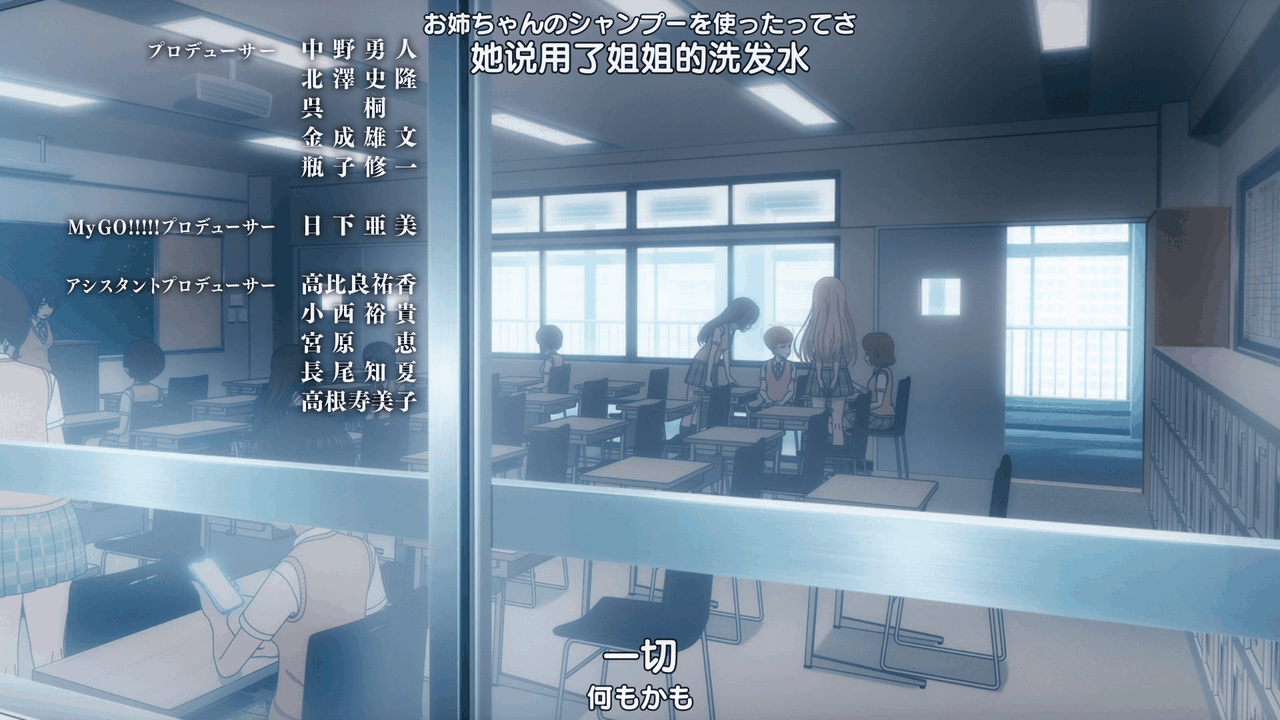 お姉ちゃんのシャンプーを使ったってさ
她说用了姐姐的洗发水
プロデューサー 中野勇人
北澤史隆
呉桐
金成雄文
瓶子修一
MyGO!!!!!プロデューサー 日下亜美
アシスタントプロデューサー 高比良祐香
小西裕貴
宮原恵
長尾知夏
高根寿美子
一切
何もかも